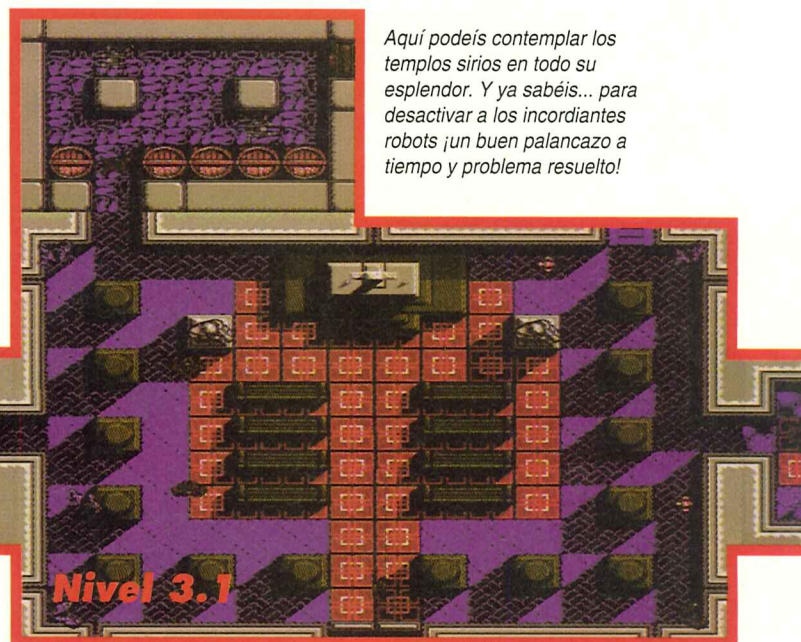 Aquí podeís contemplar los
templos sirios en todo su
esplendor. Y ya sabéis... para
desactivar a los incordiantes
robots ¡un buen palancazo a
tiempo y problema resuelto!
Nivel 3.1